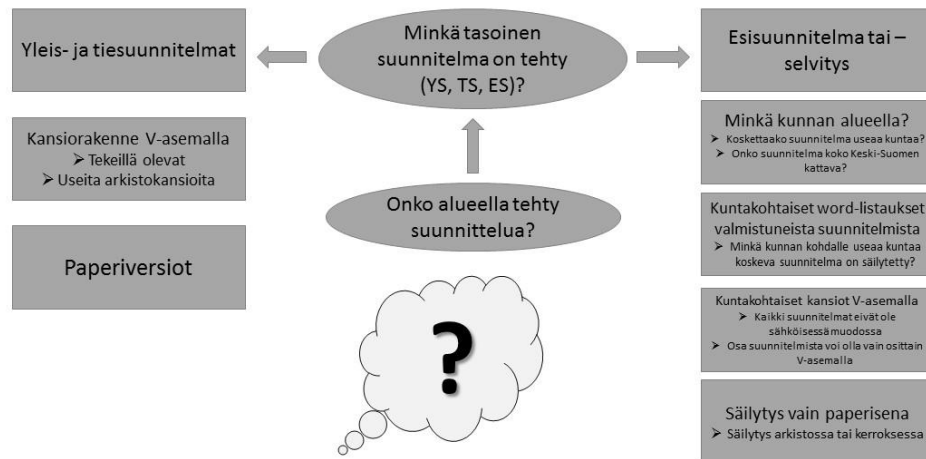 Yleis- ja tiesuunnitelmat
Kansiorakenne V-asemalla
➤ Tekeillä olevat
➤ Useita arkistokansioita
Paperiversiot
Minkä tasoinen
suunnitelma on tehty
(YS, TS, ES)?
Onko alueella tehty
suunnittelua?
?
Esisuunnitelma tai –
selvitys
Minkä kunnan alueella?
➤ Koskettaako suunnitelma useaa kuntaa?
➤ Onko suunnitelma koko Keski-Suomen
kattava?
Kuntakohtaiset word-listaukset
valmistuneista suunnitelmista
➤ Minkä kunnan kohdalle useaa kuntaa
koskeva suunnitelma on säilytetty?
Kuntakohtaiset kansiot V-asemalla
➤ Kaikki suunnitelmat eivät ole
sähköisessä muodossa
➤ Osa suunnitelmista voi olla vain osittain
V-asemalla
Säilytys vain paperisena
➤ Säilytys arkistossa tai kerroksessa